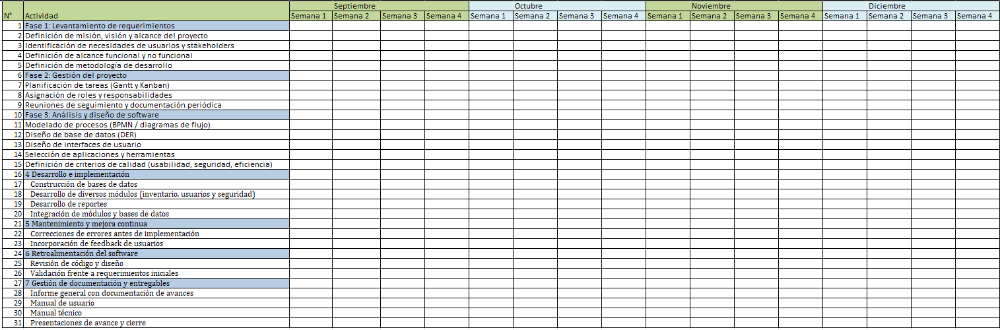 Septiembre Octubre Noviembre Diciembre
N° Actividad Semana 1 Semana 2 Semana 3 Semana 4 Semana 1 Semana 2 Semana 3 Semana 4 Semana 1 Semana 2 Semana 3 Semana 4 Semana 1 Semana 2 Semana 3 Semana 4
1 Fase 1: Levantamiento de requerimientos
2 Definición de misión, visión y alcance del proyecto
3 Identificación de necesidades de usuarios y stakeholders
4 Definición de alcance funcional y no funcional
5 Definición de metodología de desarrollo
6 Fase 2: Gestión del proyecto
7 Planificación de tareas (Gantt y Kanban)
8 Asignación de roles y responsabilidades
9 Reuniones de seguimiento y documentación periódica
10 Fase 3: Análisis y diseño de software
11 Modelado de procesos (BPMN / diagramas de flujo)
12 Diseño de base de datos (DER)
13 Diseño de interfaces de usuario
14 Selección de aplicaciones y herramientas
15 Definición de criterios de calidad (usabilidad, seguridad, eficiencia)
16 4 Desarrollo e implementación
17 Construcción de bases de datos
18 Desarrollo de diversos módulos (inventario, usuarios y seguridad)
19 Desarrollo de reportes
20 Integración de módulos y bases de datos
21 5 Mantenimiento y mejora continua
22 Correcciones de errores antes de implementación
23 Incorporación de feedback de usuarios
24 6 Retroalimentación del software
25 Revisión de código y diseño
26 Validación frente a requerimientos iniciales
27 7 Gestión de documentación y entregables
28 Informe general con documentación de avances
29 Manual de usuario
30 Manual técnico
31 Presentaciones de avance y cierre